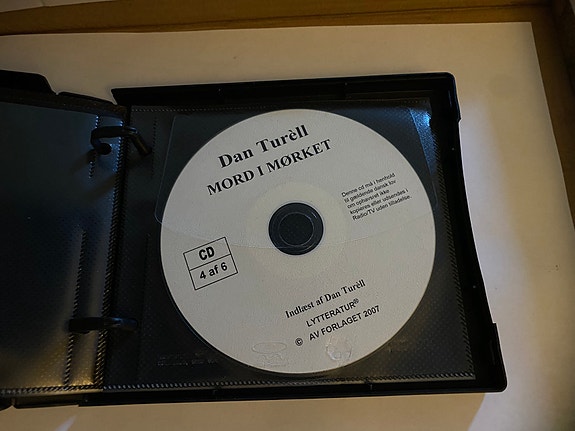 Dan Turèll
MORD I MØRKET
Denne cd må i henhold
til gældende dansk lov
om ophavsret ikke
kopieres eller udsendes i
Radio/TV uden tilladelse.
CD
4 af 6
Indlæst af Dan Turèll
LYTTERATUR®
© AV FORLAGET 2007